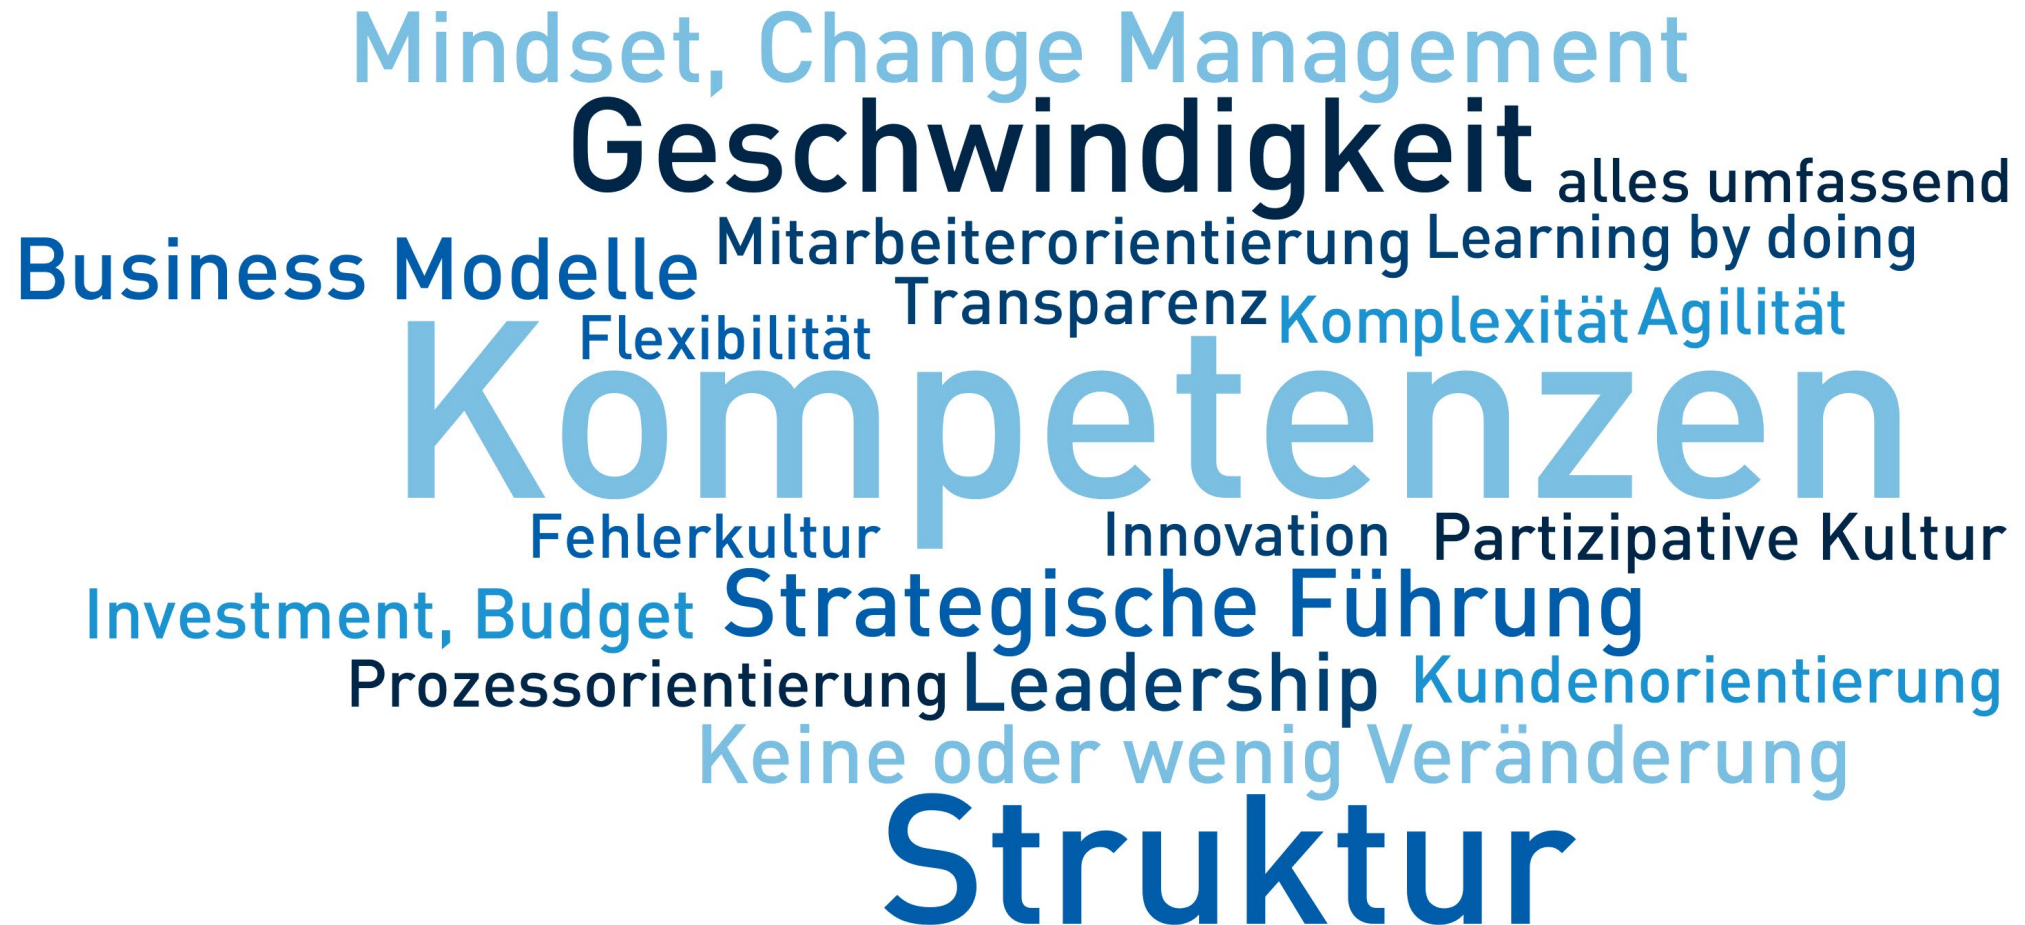 Mindset, Change Management
Geschwindigkeit
alles umfassend
Business Modelle
Mitarbeiterorientierung
Learning by doing
Flexibilität
Transparenz
Komplexität
Agilität
Kompetenzen
Fehlerkultur
Innovation
Partizipative Kultur
Investment, Budget
Strategische Führung
Prozessorientierung
Leadership
Kundenorientierung
Keine oder wenig Veränderung
Struktur